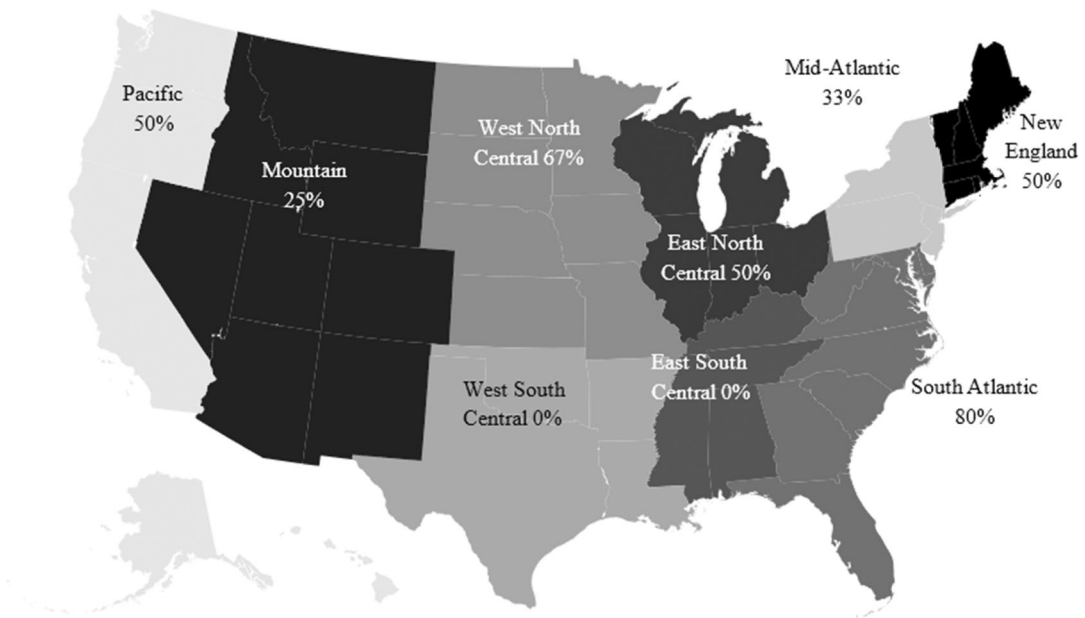 Pacific
50%
Mountain
25%
West North
Central 67%
Mid-Atlantic
33%
New
England
50%
East North
Central 50%
East South
Central 0%
West South
Central 0%
South Atlantic
80%